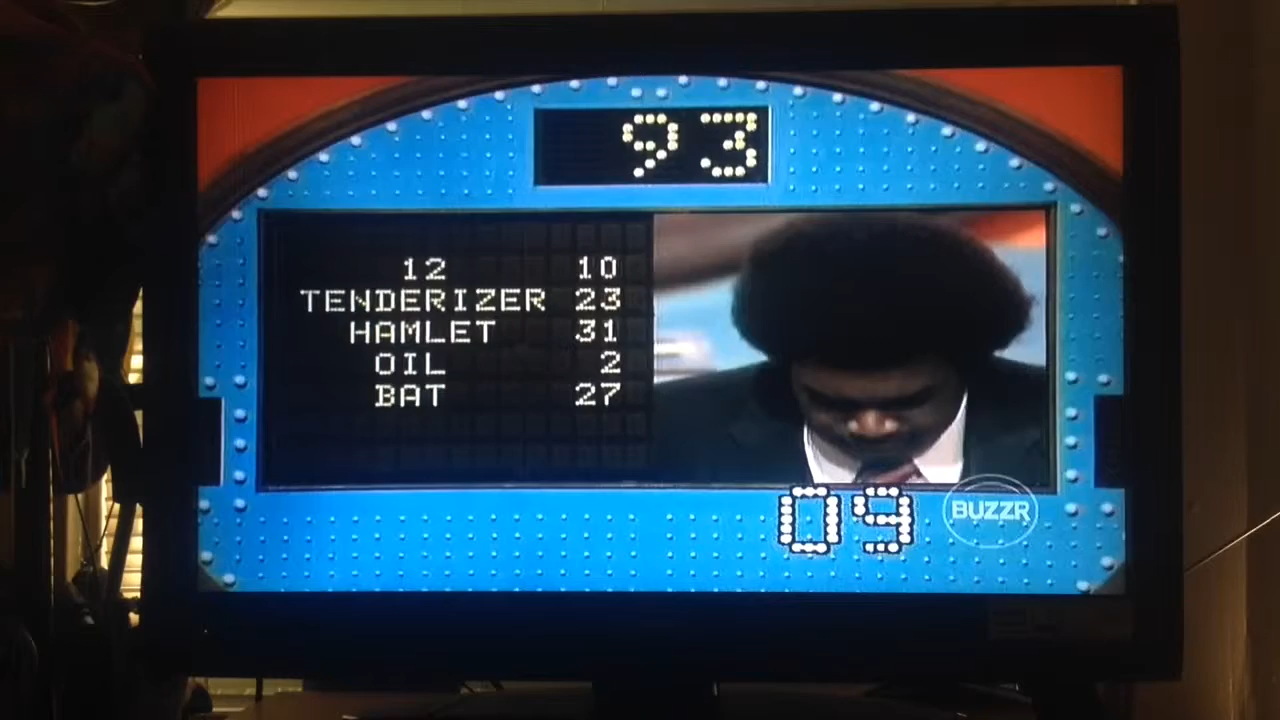 93
12 10
TENDERIZER 23
HAMLET 31
OIL 2
BAT 27
09
BUZZR